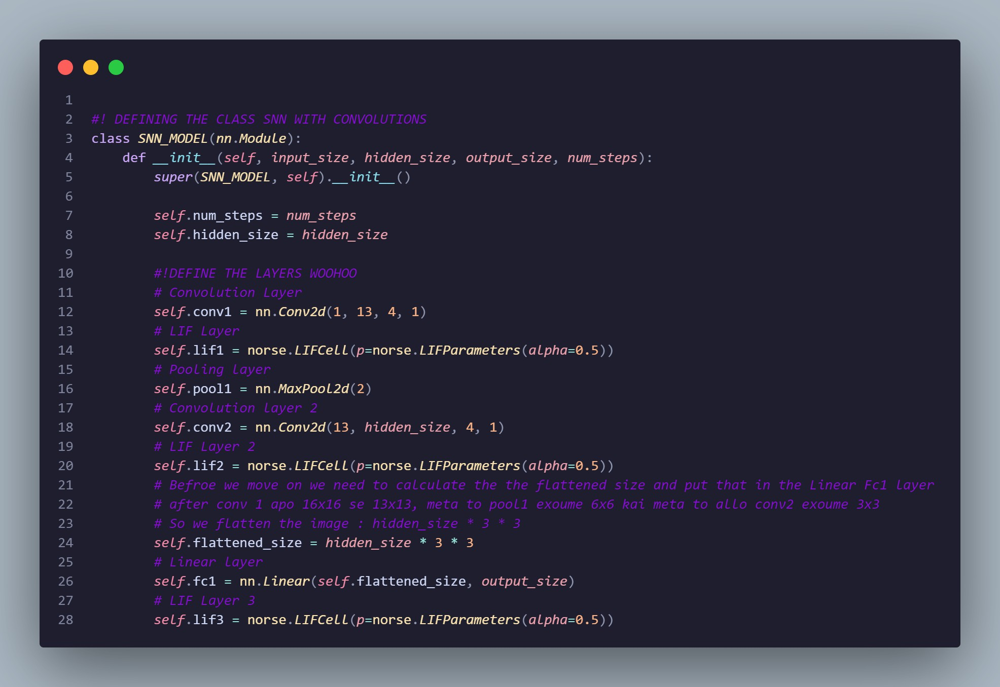 1
2 #! DEFINING THE CLASS SNN WITH CONVOLUTIONS
3 class SNN_MODEL(nn.Module):
4     def __init__(self, input_size, hidden_size, output_size, num_steps):
5         super(SNN_MODEL, self).__init__()
6
7         self.num_steps = num_steps
8         self.hidden_size = hidden_size
9
10         #!DEFINE THE LAYERS WOOHOO
11         # Convolution Layer
12         self.conv1 = nn.Conv2d(1, 13, 4, 1)
13         # LIF Layer
14         self.lif1 = norse.LIFCell(p=norse.LIFParameters(alpha=0.5))
15         # Pooling layer
16         self.pool1 = nn.MaxPool2d(2)
17         # Convolution layer 2
18         self.conv2 = nn.Conv2d(13, hidden_size, 4, 1)
19         # LIF Layer 2
20         self.lif2 = norse.LIFCell(p=norse.LIFParameters(alpha=0.5))
21         # Befroe we move on we need to calculate the the flattened size and put that in the Linear Fc1 layer
22         # after conv 1 apo 16x16 se 13x13, meta to pool1 exoume 6x6 kai meta to allo conv2 exoume 3x3
23         # So we flatten the image : hidden_size * 3 * 3
24         self.flattened_size = hidden_size * 3 * 3
25         # Linear layer
26         self.fc1 = nn.Linear(self.flattened_size, output_size)
27         # LIF Layer 3
28         self.lif3 = norse.LIFCell(p=norse.LIFParameters(alpha=0.5))